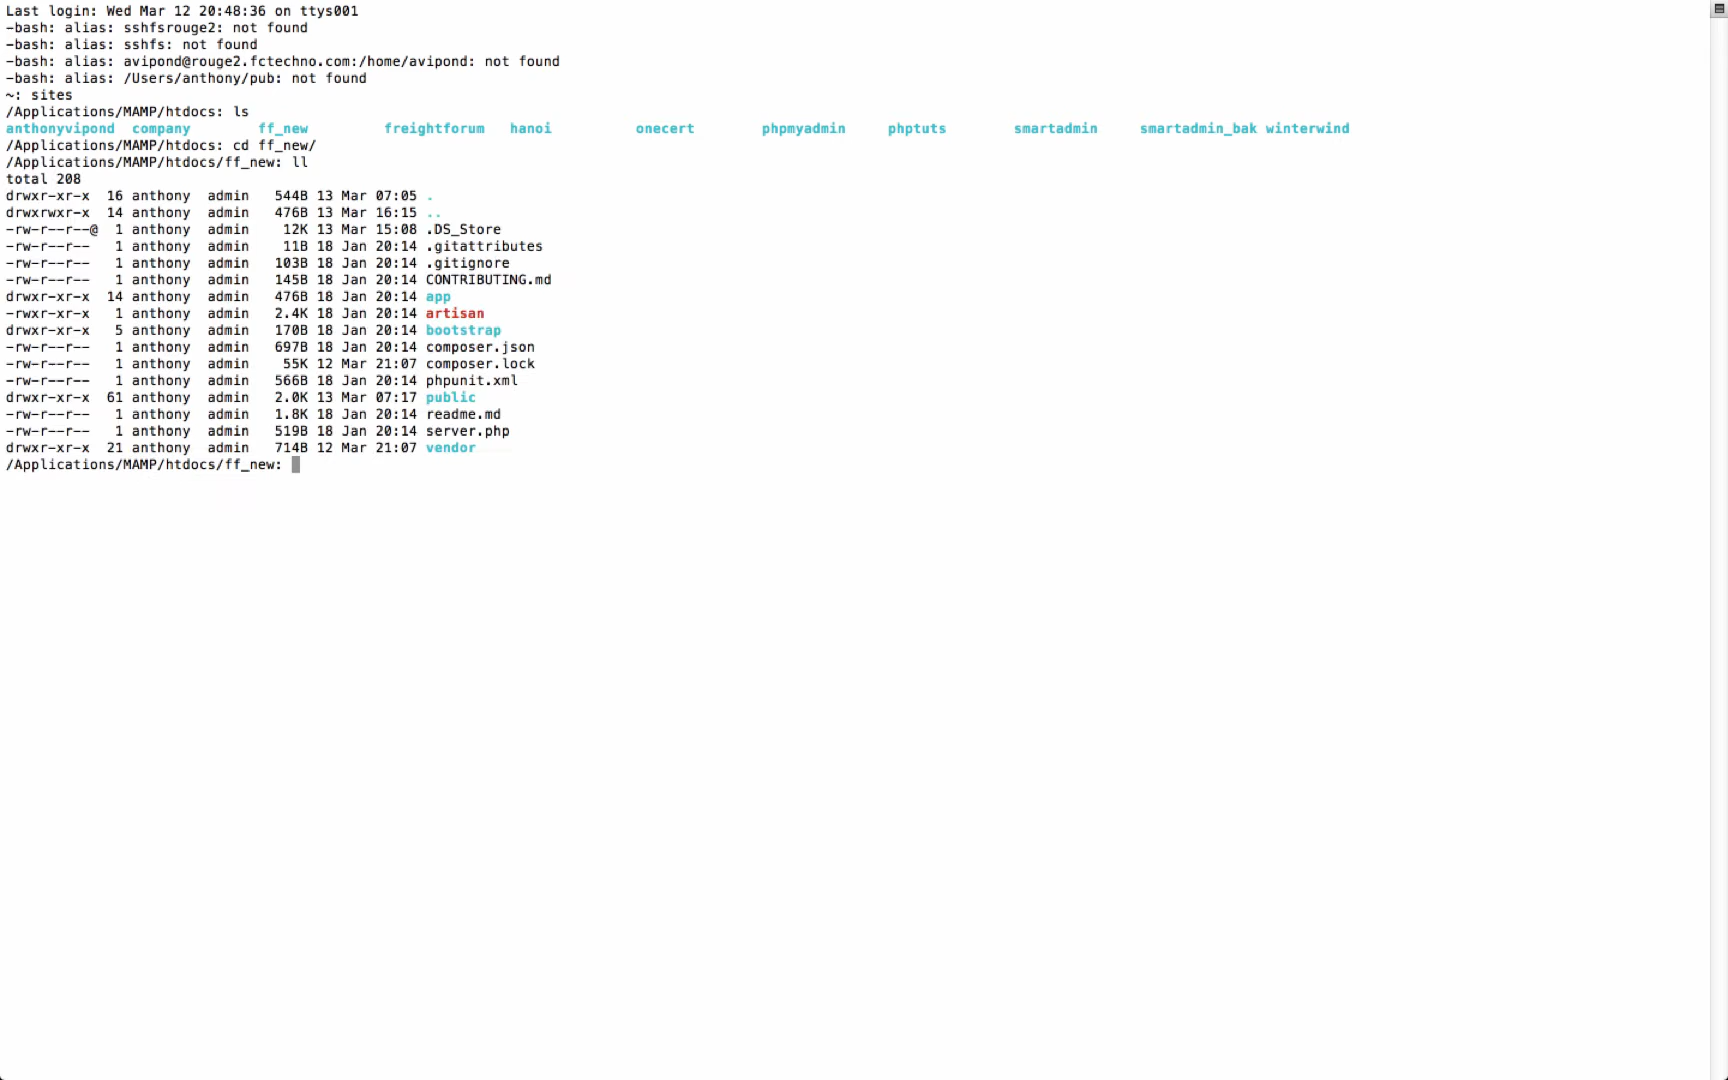 Last login: Wed Mar 12 20:48:36 on ttys001
-bash: alias: sshfsrouge2: not found
-bash: alias: sshfs: not found
-bash: alias: avipond@rouge2.fctechno.com:/home/avipond: not found
-bash: alias: /Users/anthony/pub: not found
~: sites
/Applications/MAMP/htdocs: ls
anthonyvipond company ff_new freightforum hanoi onecert phpmyadmin phptuts smartadmin smartadmin_bak winterwind
/Applications/MAMP/htdocs: cd ff_new/
/Applications/MAMP/htdocs/ff_new: ll
total 208
drwxr-xr-x 16 anthony admin 544B 13 Mar 07:05 .
drwxrwxr-x 14 anthony admin 476B 13 Mar 16:15 ..
-rw-r--r--@ 1 anthony admin 12K 13 Mar 15:08 .DS_Store
-rw-r--r-- 1 anthony admin 11B 18 Jan 20:14 .gitattributes
-rw-r--r-- 1 anthony admin 103B 18 Jan 20:14 .gitignore
-rw-r--r-- 1 anthony admin 145B 18 Jan 20:14 CONTRIBUTING.md
drwxr-xr-x 14 anthony admin 476B 18 Jan 20:14 app
-rwxr-xr-x 1 anthony admin 2.4K 18 Jan 20:14 artisan
drwxr-xr-x 5 anthony admin 170B 18 Jan 20:14 bootstrap
-rw-r--r-- 1 anthony admin 697B 18 Jan 20:14 composer.json
-rw-r--r-- 1 anthony admin 55K 12 Mar 21:07 composer.lock
-rw-r--r-- 1 anthony admin 566B 18 Jan 20:14 phpunit.xml
drwxr-xr-x 61 anthony admin 2.0K 13 Mar 07:17 public
-rw-r--r-- 1 anthony admin 1.8K 18 Jan 20:14 readme.md
-rw-r--r-- 1 anthony admin 519B 18 Jan 20:14 server.php
drwxr-xr-x 21 anthony admin 714B 12 Mar 21:07 vendor
/Applications/MAMP/htdocs/ff_new: